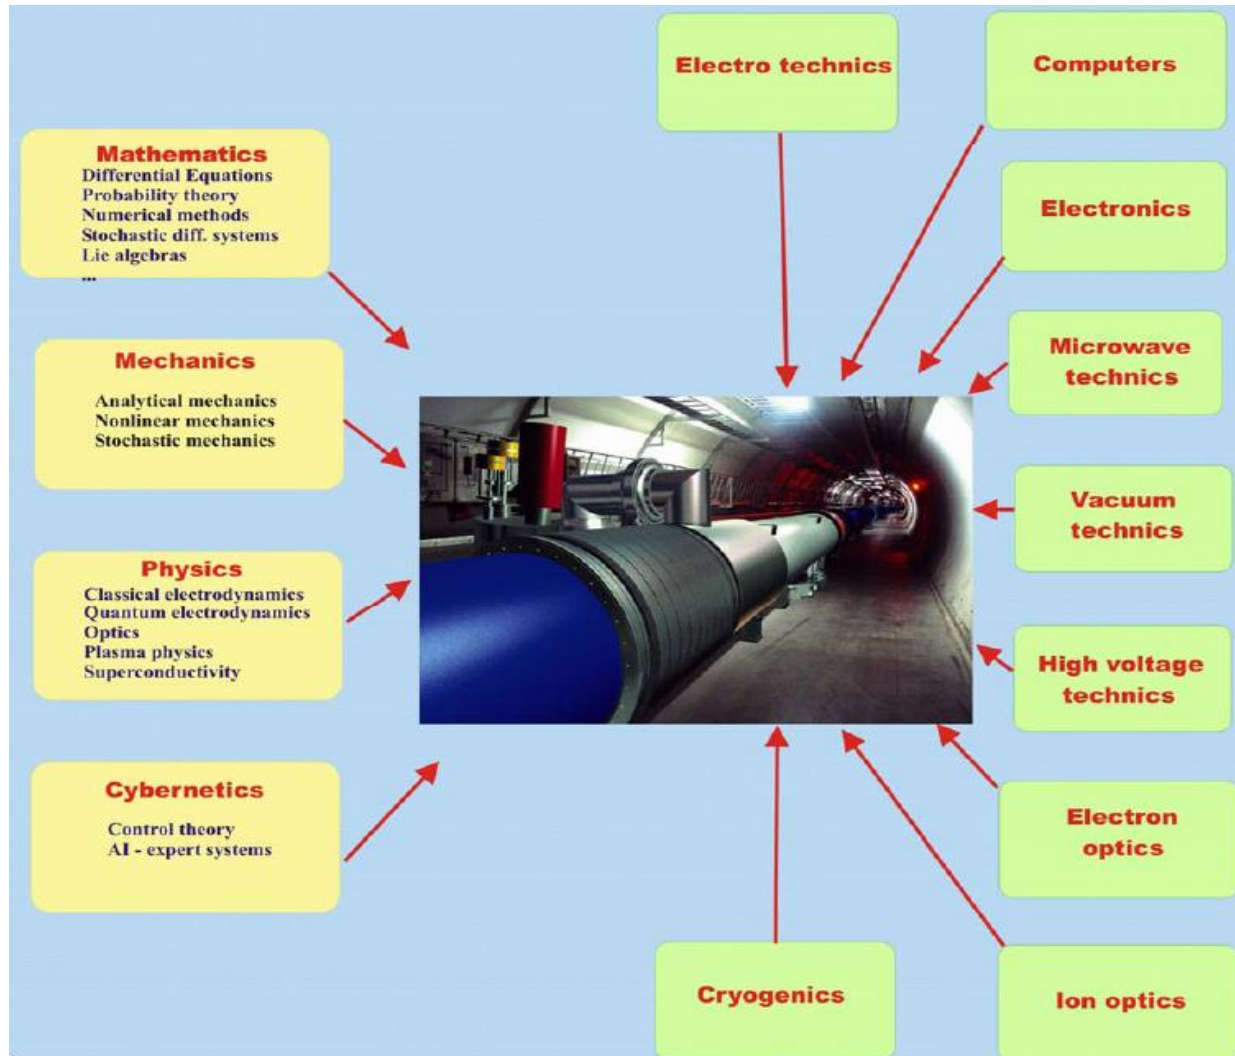 Electro technics
Computers
Mathematics
Differential Equations
Probability theory
Numerical methods
Stochastic diff. systems
Lie algebras
...
Electronics
Mechanics
Analytical mechanics
Nonlinear mechanics
Stochastic mechanics
Microwave
technics
Vacuum
technics
Physics
Classical electrodynamics
Quantum electrodynamics
Optics
Plasma physics
Superconductivity
High voltage
technics
Cybernetics
Control theory
AI - expert systems
Electron
optics
Cryogenics
Ion optics